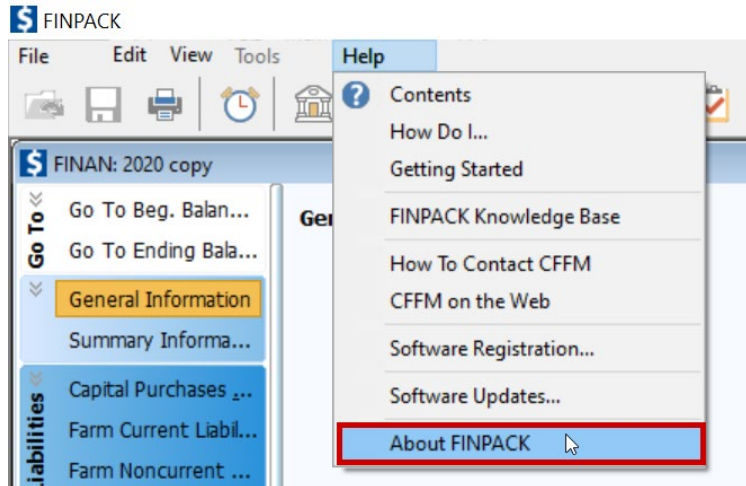 FINPACK
File Edit View Tools Help
FINAN: 2020 copy
Go To
Go To Beg. Balan...
Go To Ending Bala...
General Information
Summary Informa...
Capital Purchases ...
Farm Current Liabil...
Farm Noncurrent ...
Contents
How Do I...
Getting Started
FINPACK Knowledge Base
How To Contact CFFM
CFFM on the Web
Software Registration...
Software Updates...
About FINPACK